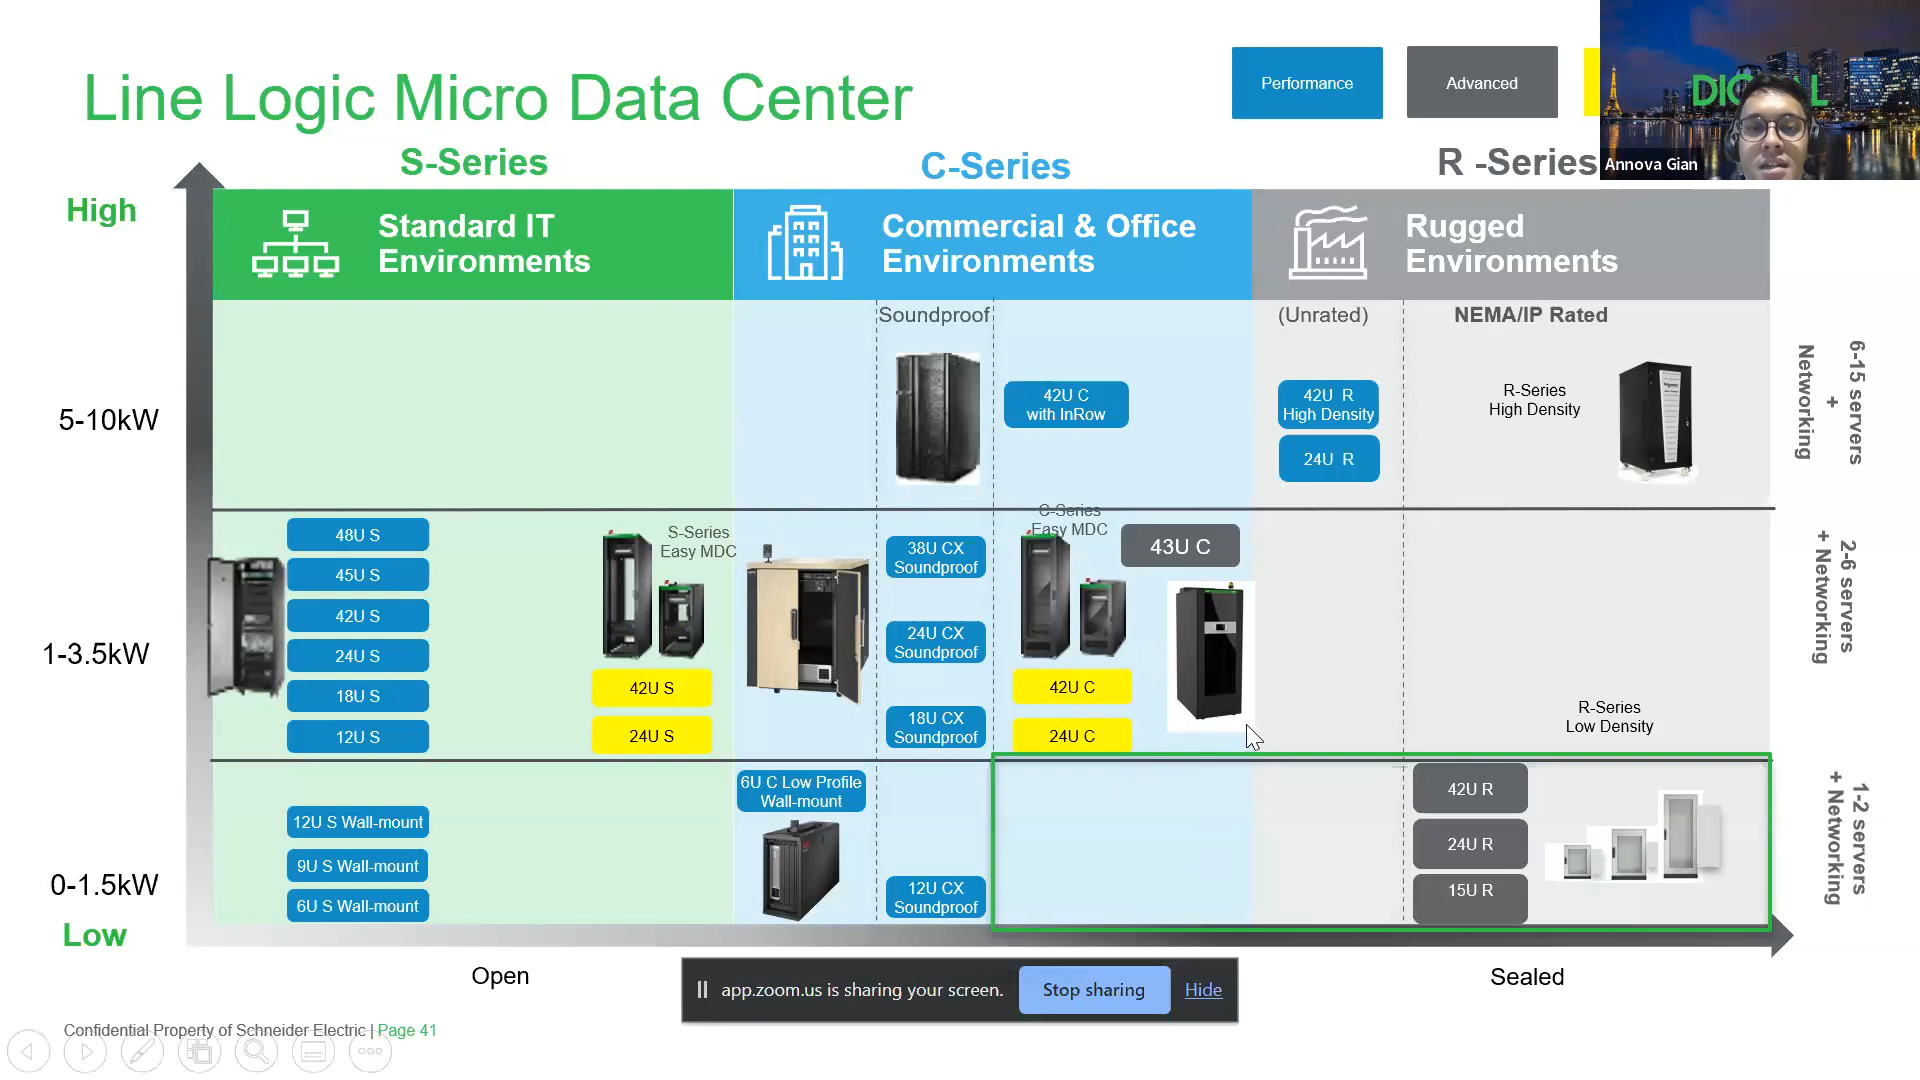 Line Logic Micro Data Center
Performance
Advanced
Annova Gian
S-Series
C-Series
R -Series
High
Standard IT
Environments
Commercial & Office
Environments
Rugged
Environments
Soundproof
(Unrated)
NEMA/IP Rated
5-10kW
42U C
with InRow
42U R
High Density
24U R
R-Series
High Density
6-15 servers
+
Networking
1-3.5kW
48U S
45U S
42U S
24U S
18U S
12U S
S-Series
Easy MDC
42U S
24U S
38U CX
Soundproof
24U CX
Soundproof
18U CX
Soundproof
C-Series
Easy MDC
43U C
42U C
24U C
R-Series
Low Density
2-6 servers
+ Networking
0-1.5kW
12U S Wall-mount
9U S Wall-mount
6U S Wall-mount
6U C Low Profile
Wall-mount
12U CX
Soundproof
42U R
24U R
15U R
1-2 servers
+ Networking
Low
Open
Sealed
app.zoom.us is sharing your screen.
Stop sharing
Hide
Confidential Property of Schneider Electric | Page 41